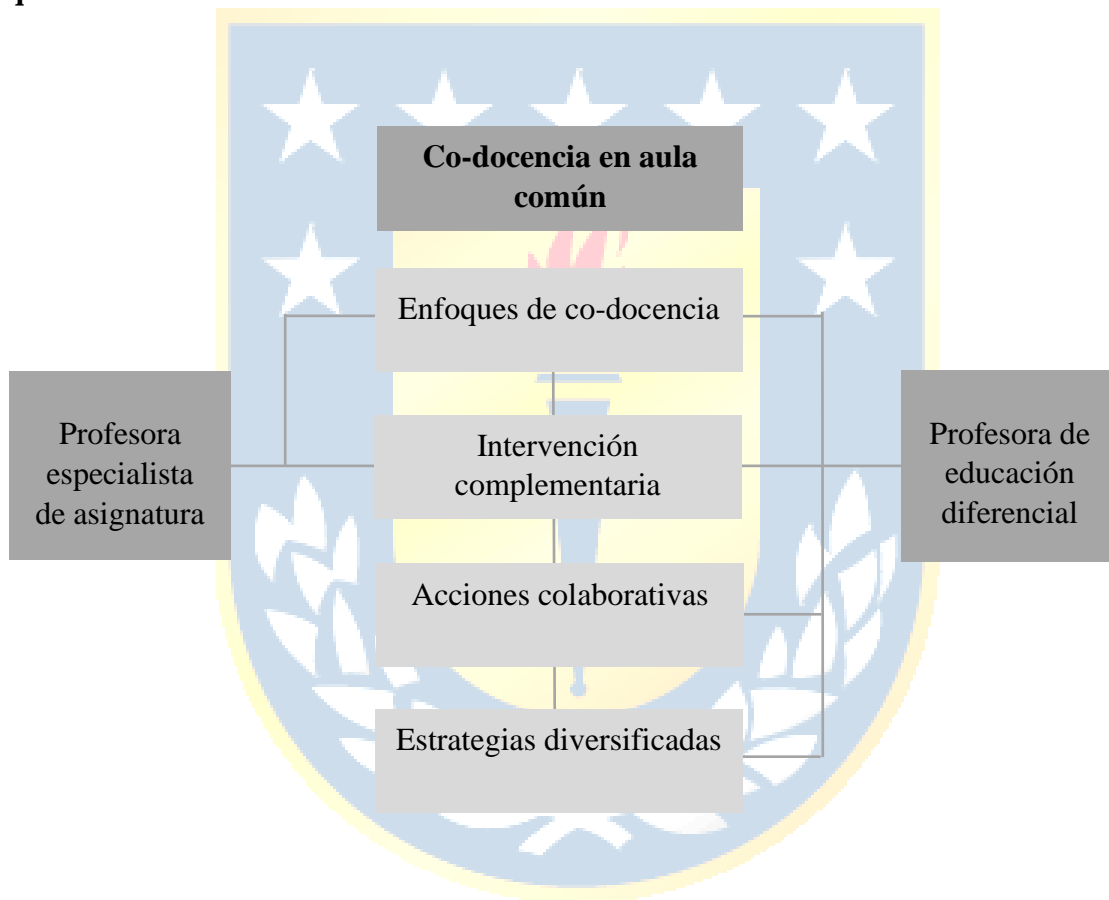 Co-docencia en aula
común
Enfoques de co-docencia
Profesora
especialista
de asignatura
Intervención
complementaria
Profesora de
educación
diferencial
Acciones colaborativas
Estrategias diversificadas